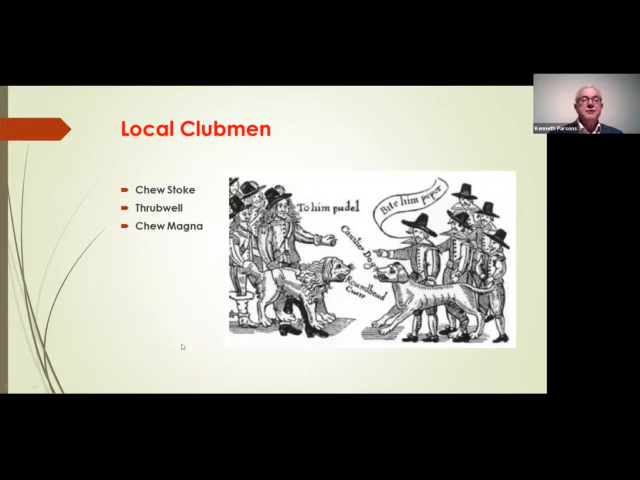 Local Clubmen
Chew Stoke
Thrubwell
Chew Magna
To him pudel
Bite him peper
Cavalier Dog
Roundhead
Curr
Kenneth Parsons